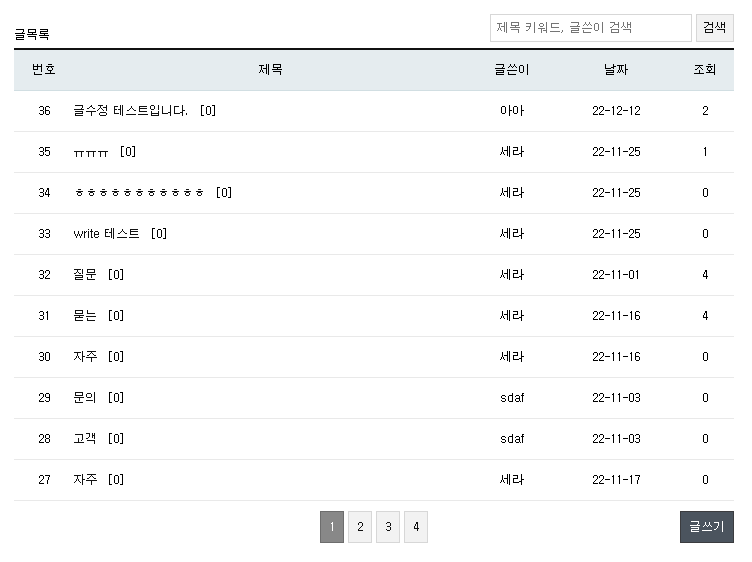 글목록 제목 키워드, 글쓴이 검색 검색
번호 제목 글쓴이 날짜 조회
36 글수정 테스트입니다. [0] 아아 22-12-12 2
35 ㅠㅠㅠ [0] 세라 22-11-25 1
34 ㅎㅎㅎㅎㅎㅎㅎㅎㅎㅎㅎ [0] 세라 22-11-25 0
33 write 테스트 [0] 세라 22-11-25 0
32 질문 [0] 세라 22-11-01 4
31 묻는 [0] 세라 22-11-16 4
30 자주 [0] 세라 22-11-16 0
29 문의 [0] sdaf 22-11-03 0
28 고객 [0] sdaf 22-11-03 0
27 자주 [0] 세라 22-11-17 0
1 2 3 4 글쓰기